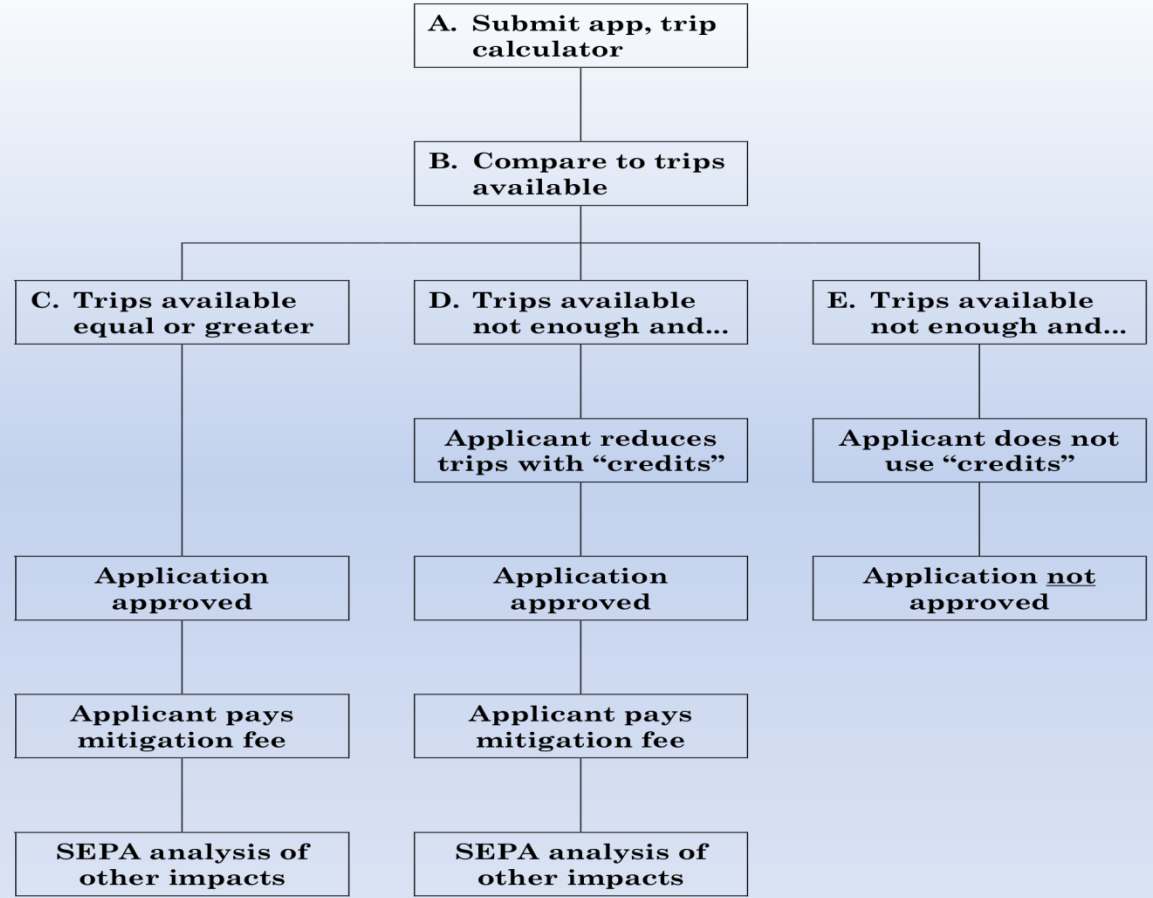 A. Submit app, trip
calculator
B. Compare to trips
available
C. Trips available
equal or greater
D. Trips available
not enough and...
E. Trips available
not enough and...
Applicant reduces
trips with “credits”
Applicant does not
use “credits”
Application
approved
Application
approved
Application not
approved
Applicant pays
mitigation fee
Applicant pays
mitigation fee
SEPA analysis of
other impacts
SEPA analysis of
other impacts